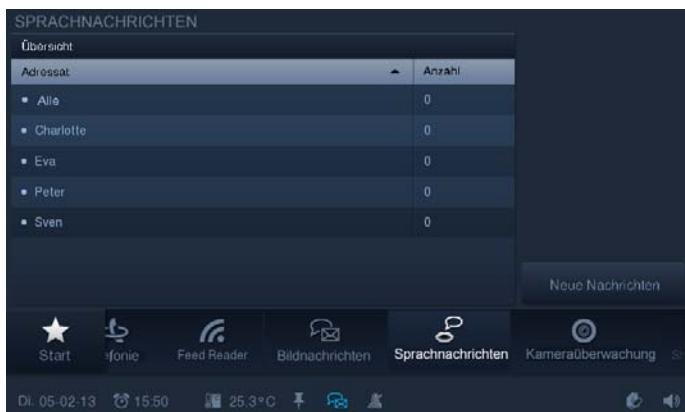 SPRACHNACHRICHTEN
Übersicht
Adressat Anzahl
Alle 0
Charlotte 0
Eva 0
Peter 0
Sven 0
Neue Nachrichten
Start efonie Feed Reader Bildnachrichten Sprachnachrichten Kameraüberwachung
Di. 05-02-13 15:50 25.3°C